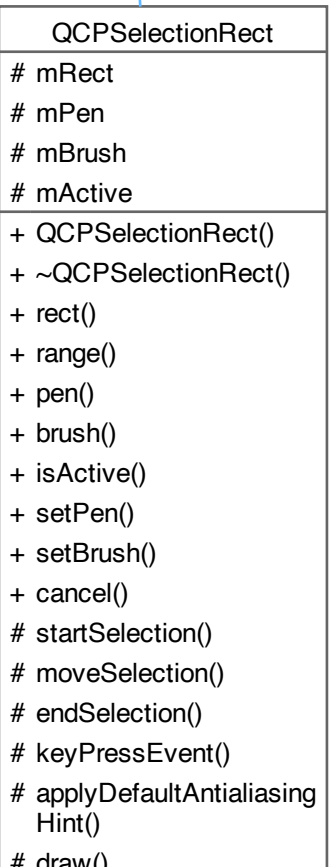 QCPSelectionRect
# mRect
# mPen
# mBrush
# mActive
+ QCPSelectionRect()
+ ~QCPSelectionRect()
+ rect()
+ range()
+ pen()
+ brush()
+ isActive()
+ setPen()
+ setBrush()
+ cancel()
# startSelection()
# moveSelection()
# endSelection()
# keyPressEvent()
# applyDefaultAntialiasing
Hint()
# draw()